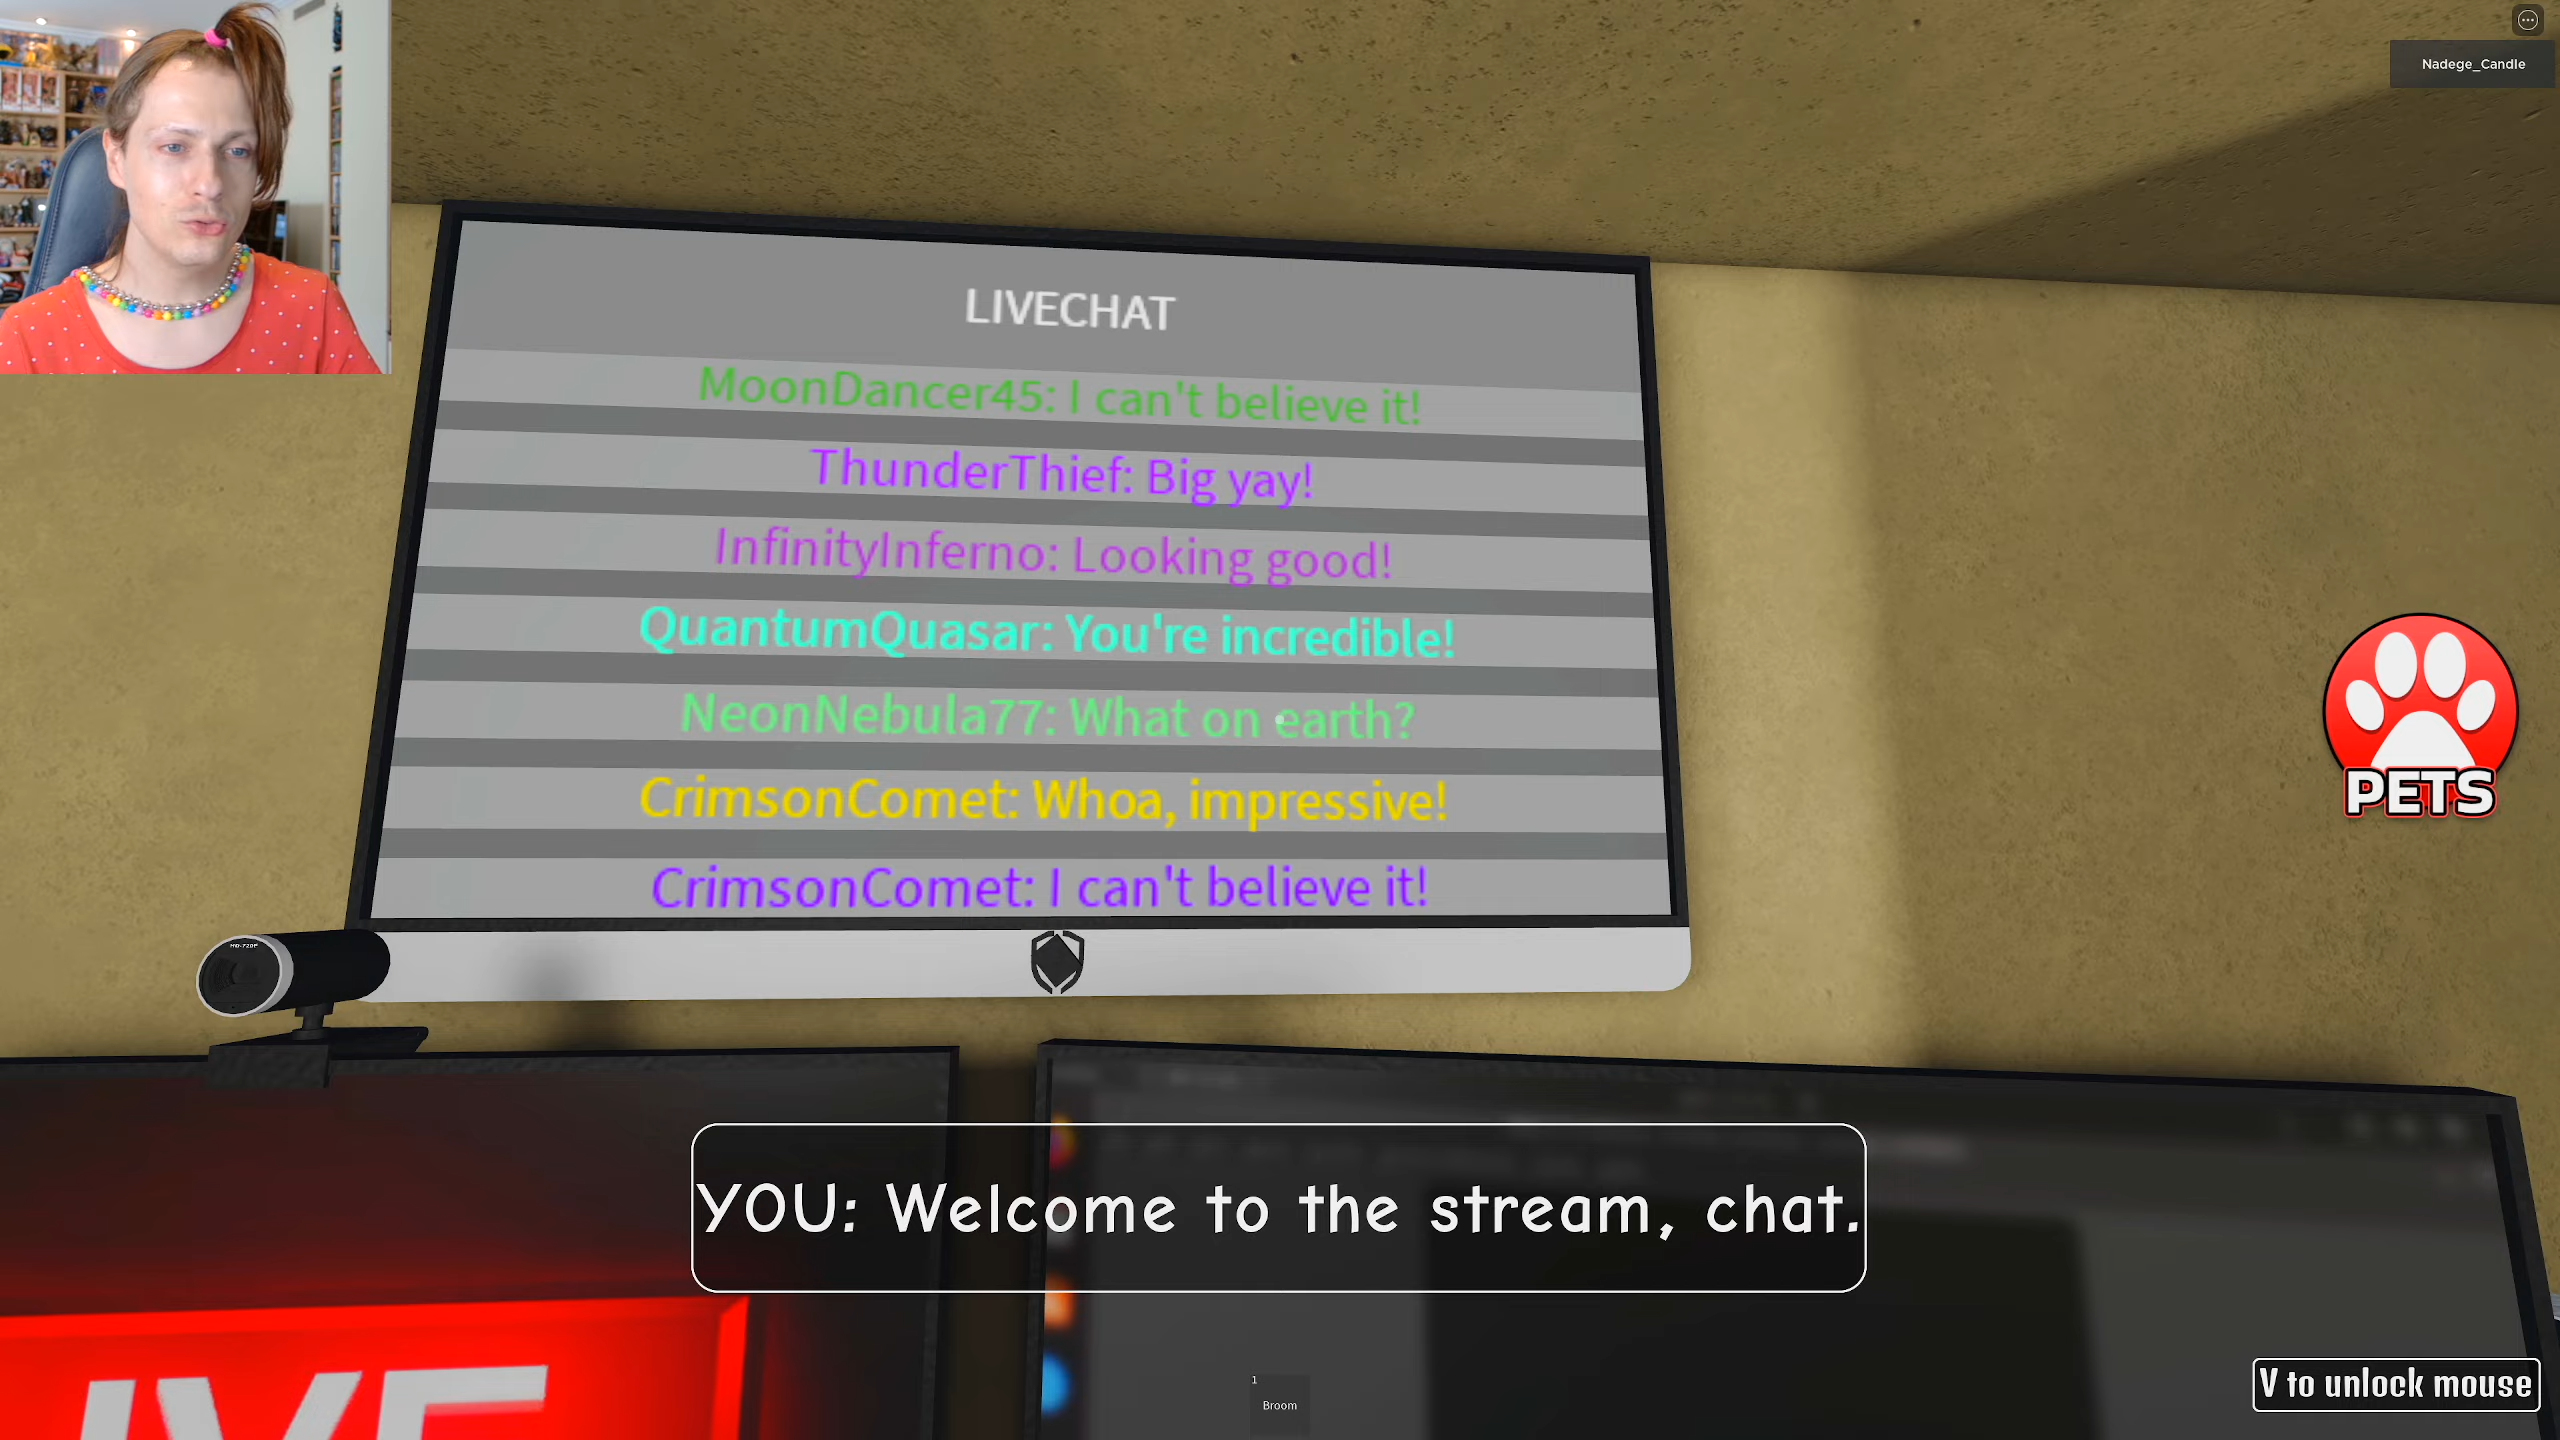 Nadege_Candle
LIVECHAT
MoonDancer45: I can't believe it!
ThunderThief: Big yay!
InfinityInferno: Looking good!
QuantumQuasar: You're incredible!
NeonNebula77: What on earth?
CrimsonComet: Whoa, impressive!
CrimsonComet: I can't believe it!
PETS
HD-720P
YOU: Welcome to the stream, chat.
V to unlock mouse
1
Broom